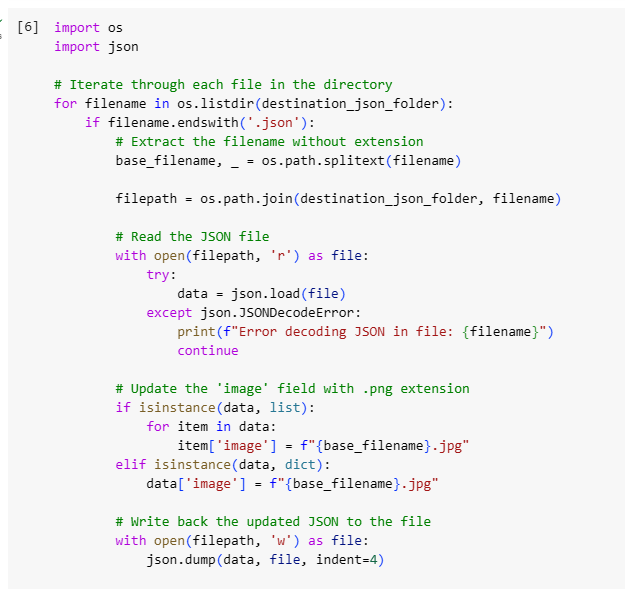 [6] import os
import json

# Iterate through each file in the directory
for filename in os.listdir(destination_json_folder):
    if filename.endswith('.json'):
        # Extract the filename without extension
        base_filename, _ = os.path.splitext(filename)

        filepath = os.path.join(destination_json_folder, filename)

        # Read the JSON file
        with open(filepath, 'r') as file:
            try:
                data = json.load(file)
            except json.JSONDecodeError:
                print(f"Error decoding JSON in file: {filename}")
                continue

        # Update the 'image' field with .png extension
        if isinstance(data, list):
            for item in data:
                item['image'] = f"{base_filename}.jpg"
        elif isinstance(data, dict):
            data['image'] = f"{base_filename}.jpg"

        # Write back the updated JSON to the file
        with open(filepath, 'w') as file:
            json.dump(data, file, indent=4)